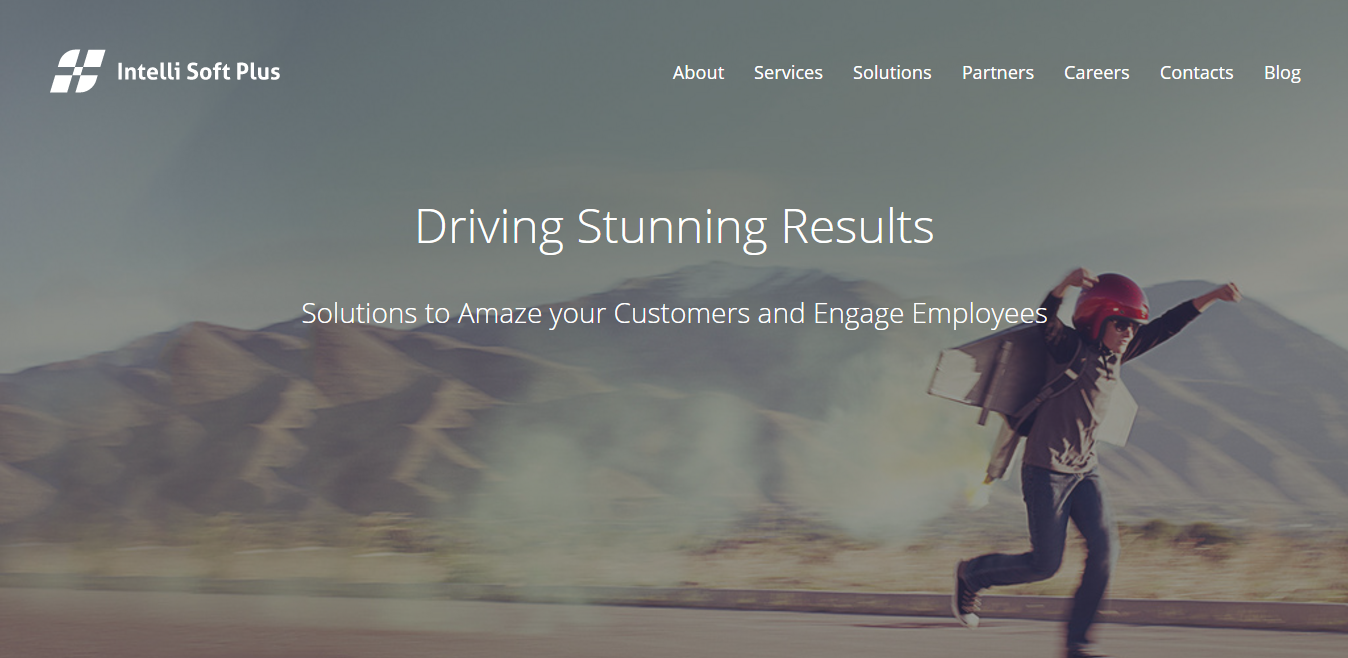 Intelli Soft Plus
About Services Solutions Partners Careers Contacts Blog
Driving Stunning Results
Solutions to Amaze your Customers and Engage Employees